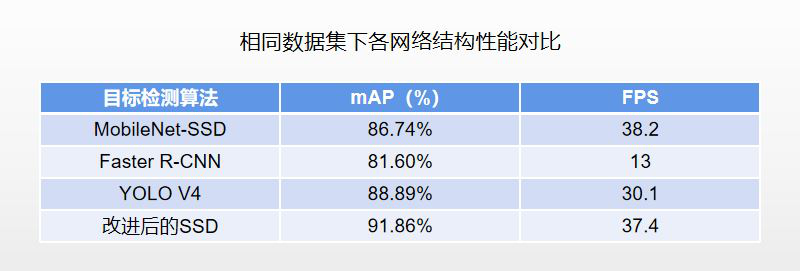 相同数据集下各网络结构性能对比
目标检测算法 mAP（%） FPS
MobileNet-SSD 86.74% 38.2
Faster R-CNN 81.60% 13
YOLO V4 88.89% 30.1
改进后的SSD 91.86% 37.4